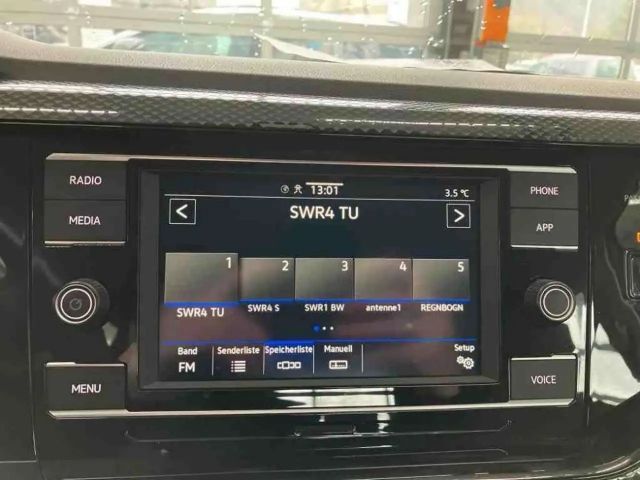 RADIO
MEDIA
MENU
13:01
3.5 °C
SWR4 TU
1
2
3
4
5
SWR4 TU
SWR4 S
SWR1 BW
antenne1
REGNBOGN
Band
FM
Senderliste
Speicherliste
Manuell
Setup
PHONE
APP
VOICE